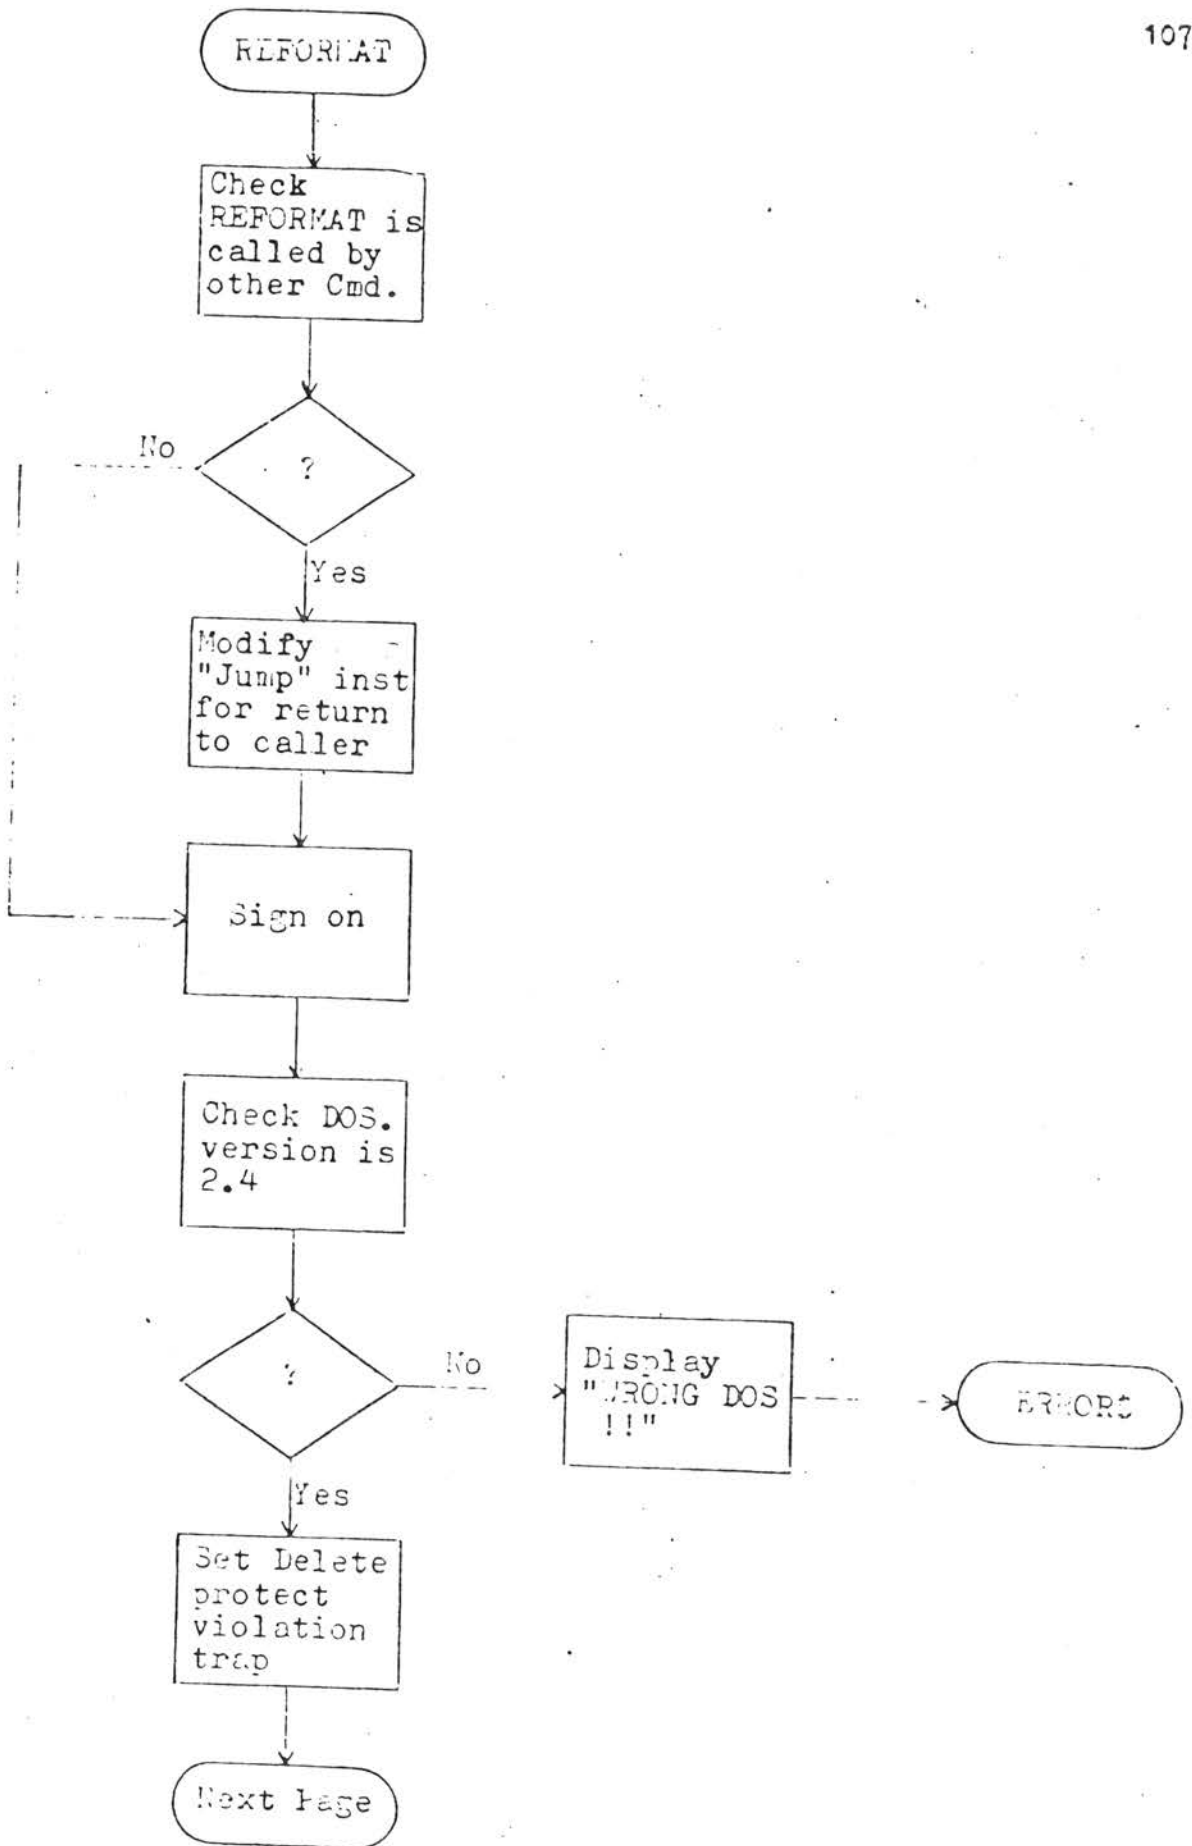 107
REFORMAT
Check
REFORMAT is
called by
other Cmd.
No
?
Yes
Modify
"Jump" inst
for return
to caller
Sign on
Check DOS.
version is
2.4
?
No
Display
"WRONG DOS
!!"
ERRORS
Yes
Set Delete
protect
violation
trap
Next Page